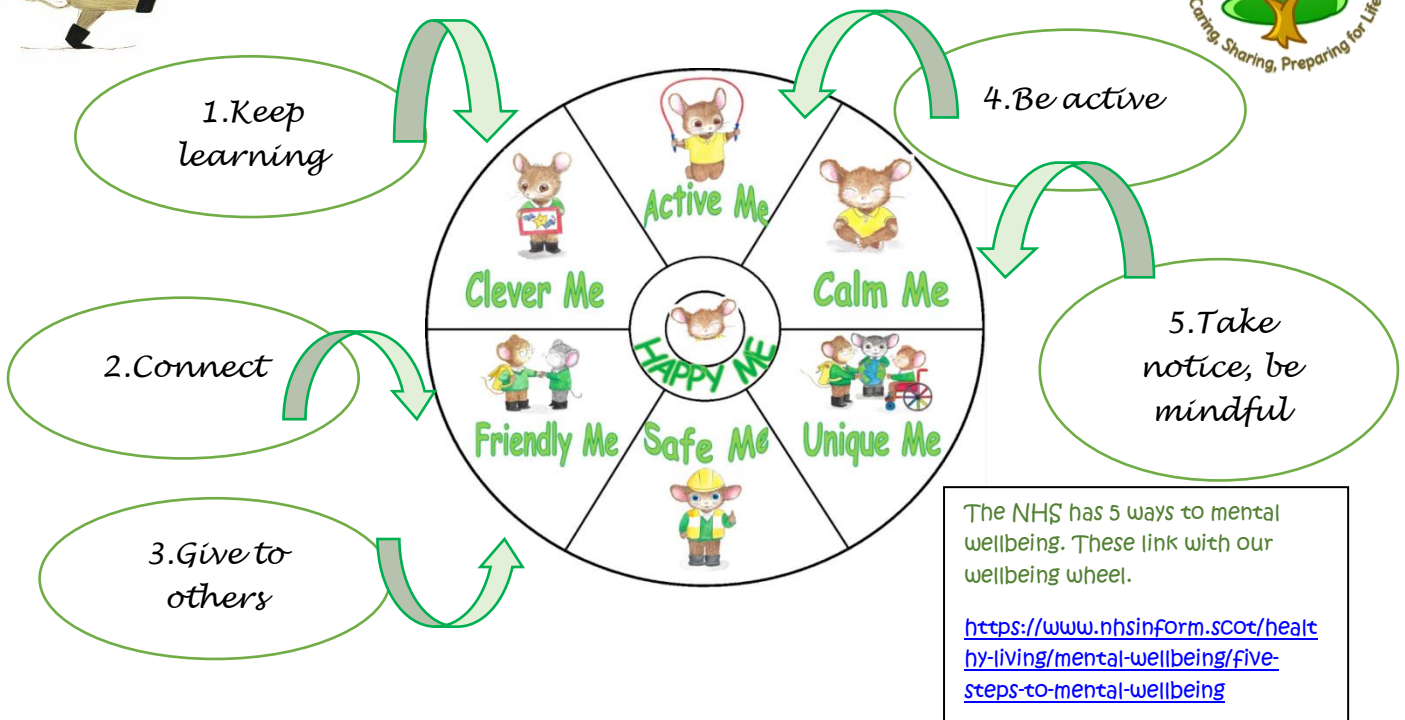 Caring, Sharing, Preparing for Life
1.Keep
learning
4.Be active
Active Me
Clever Me
Calm Me
2.Connect
HAPPY ME
5.Take
notice, be
mindful
Friendly Me
Safe Me
Unique Me
3.Give to
others
The NHS has 5 ways to mental
wellbeing. These link with our
wellbeing wheel.
https://www.nhsinform.scot/healt
hy-living/mental-wellbeing/five-
steps-to-mental-wellbeing